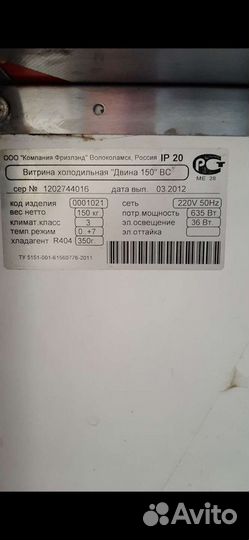 ООО "Компания Фризлэнд" Волоколамск, Россия IP 20
Витрина холодильная "Двина 150" ВС
МЕ 28
сер № 1202744016 дата вып. 03.2012
код изделия 0001021 сеть 220V 50Hz
вес нетто 150 кг потр.мощность 635 Вт
климат.класс 3 эл.освещение 36 Вт.
темп.режим 0 +7 эл.оттайка
хладагент R404 350г
ТУ 5151-001-61560776-2011
Avito